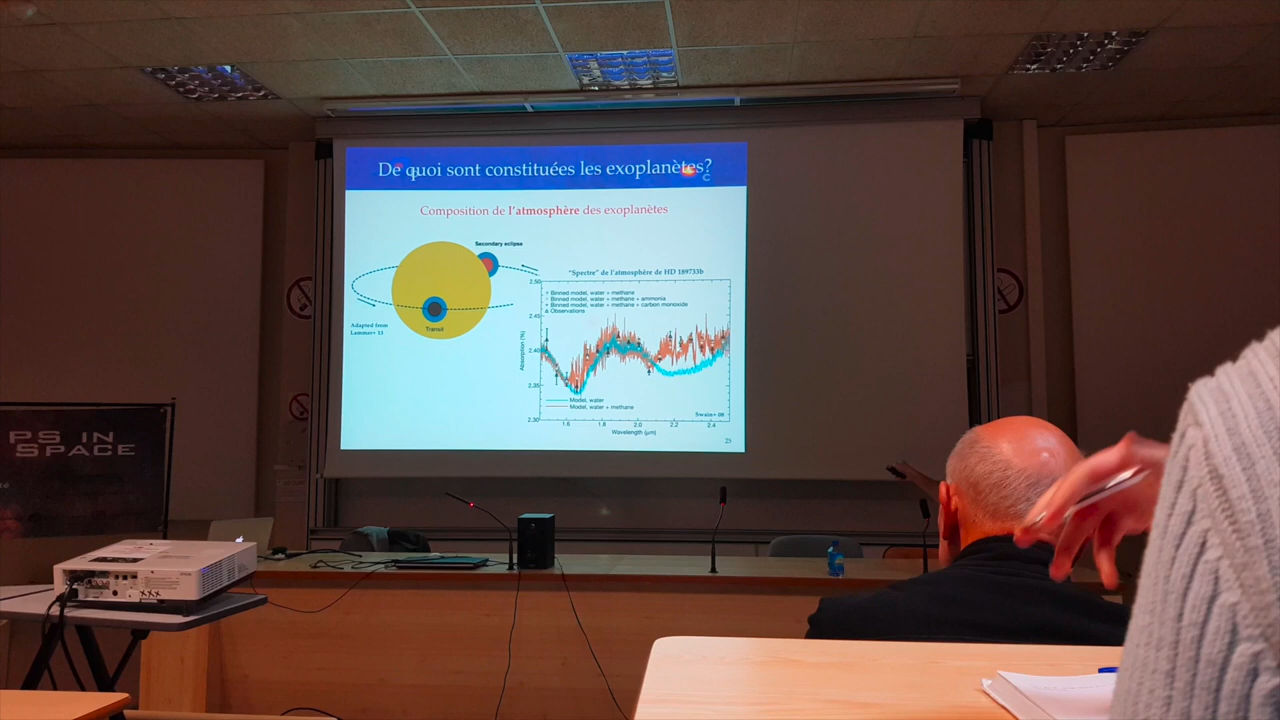 De quoi sont constituées les exoplanètes?
Composition de l'atmosphère des exoplanètes
Secondary eclipse
Transit
Adapted from
Lammer+ 13
"Spectre" de l'atmosphère de HD 189733b
Binned model, water + methane
Binned model, water + methane + ammonia
Binned model, water + methane + carbon monoxide
Observations
2.50
2.45
2.40
2.35
2.30
Absorption (%)
Model, water
Model, water + methane
Swain+ 08
1.6 1.8 2.0 2.2 2.4
Wavelength (μm)
PS IN
SPACE